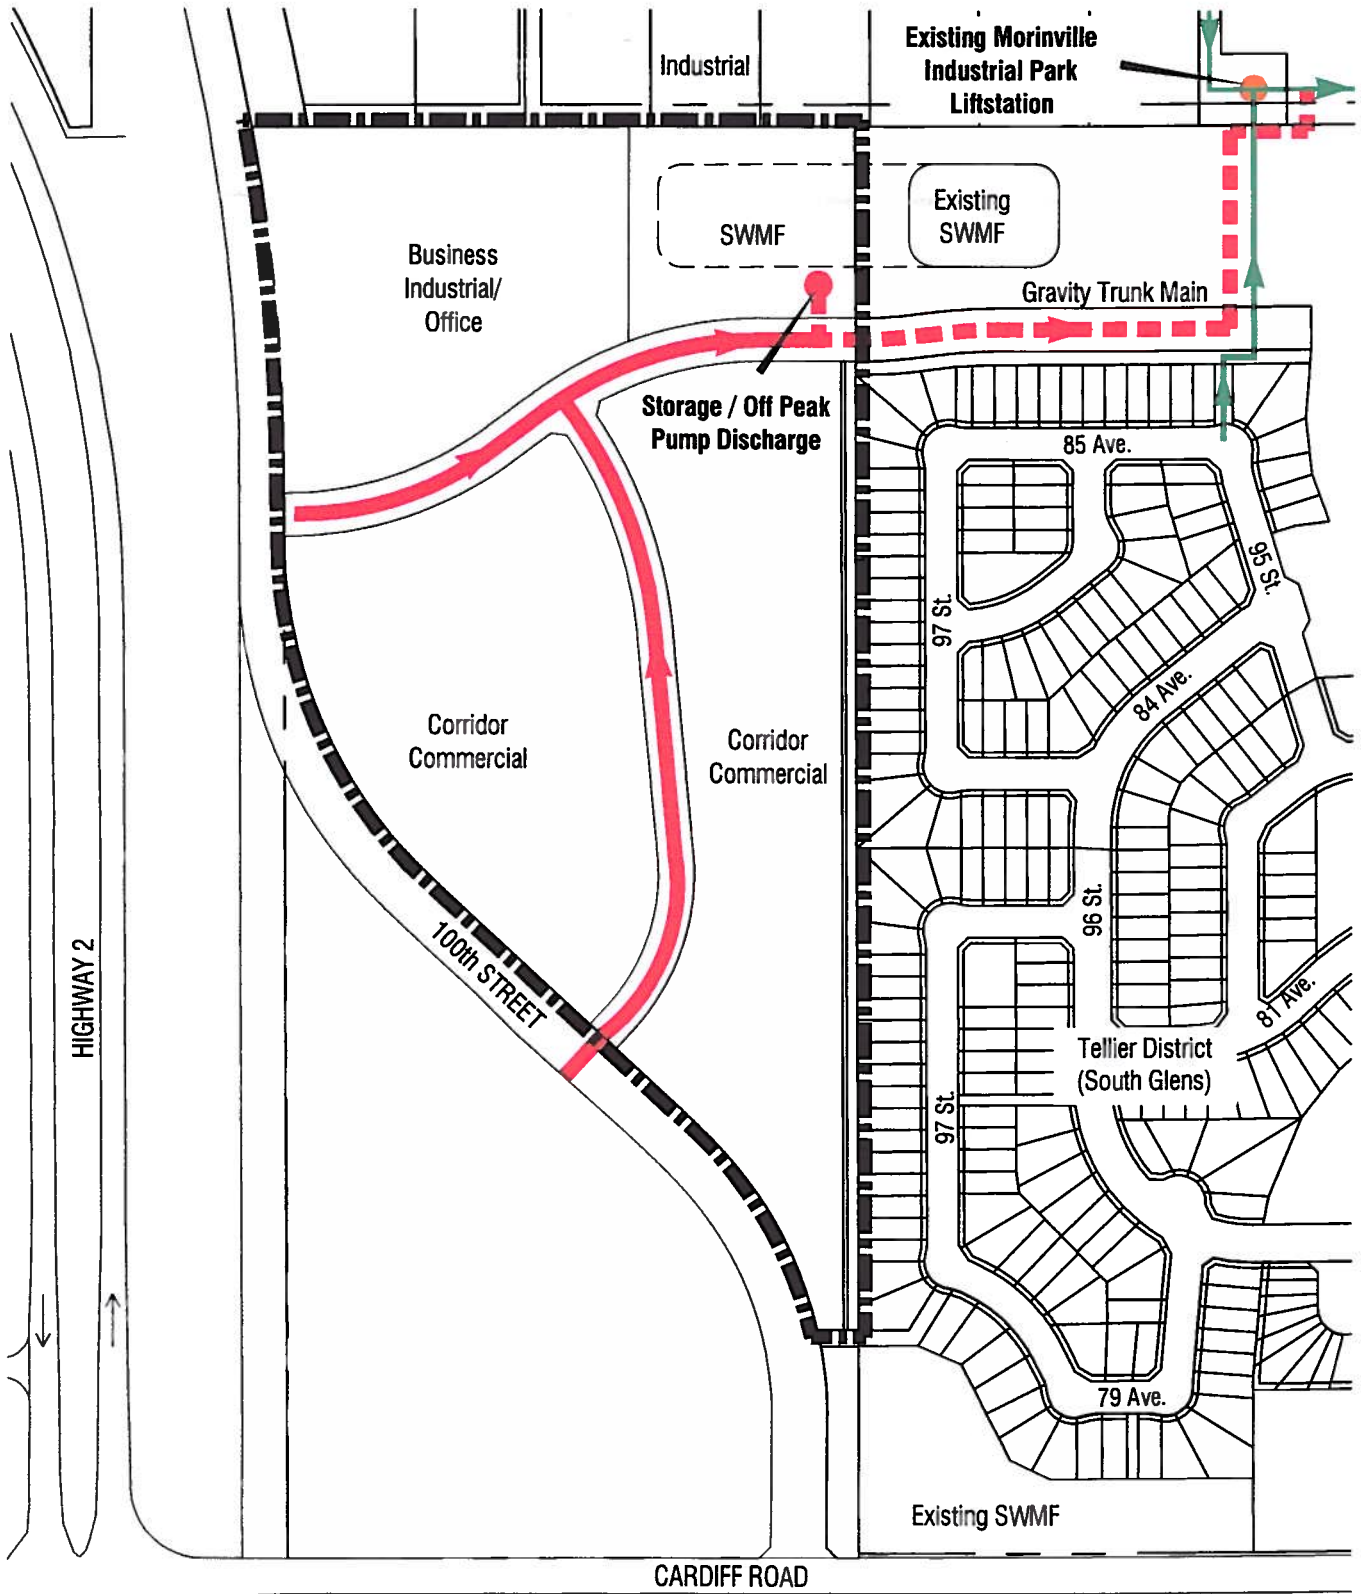 Industrial
Existing Morinville
Industrial Park
Liftstation
Business
Industrial/
Office
SWMF
Existing
SWMF
Gravity Trunk Main
Storage / Off Peak
Pump Discharge
85 Ave.
95 St.
97 St.
84 Ave.
Corridor
Commercial
Corridor
Commercial
96 St.
100th STREET
HIGHWAY 2
81 Ave.
Tellier District
(South Glens)
97 St.
79 Ave.
Existing SWMF
CARDIFF ROAD